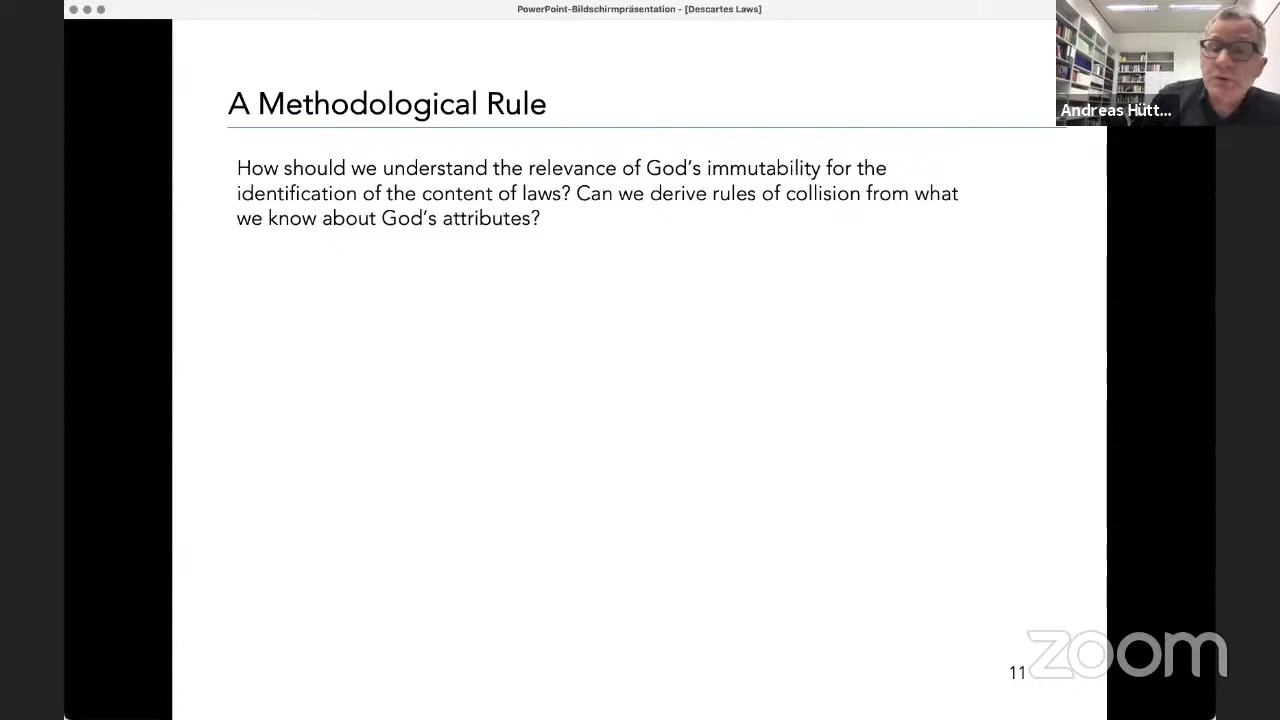 PowerPoint-Bildschirmpräsentation - [Descartes Laws]
Andreas Hütt...
A Methodological Rule
How should we understand the relevance of God's immutability for the
identification of the content of laws? Can we derive rules of collision from what
we know about God's attributes?
11
zoom